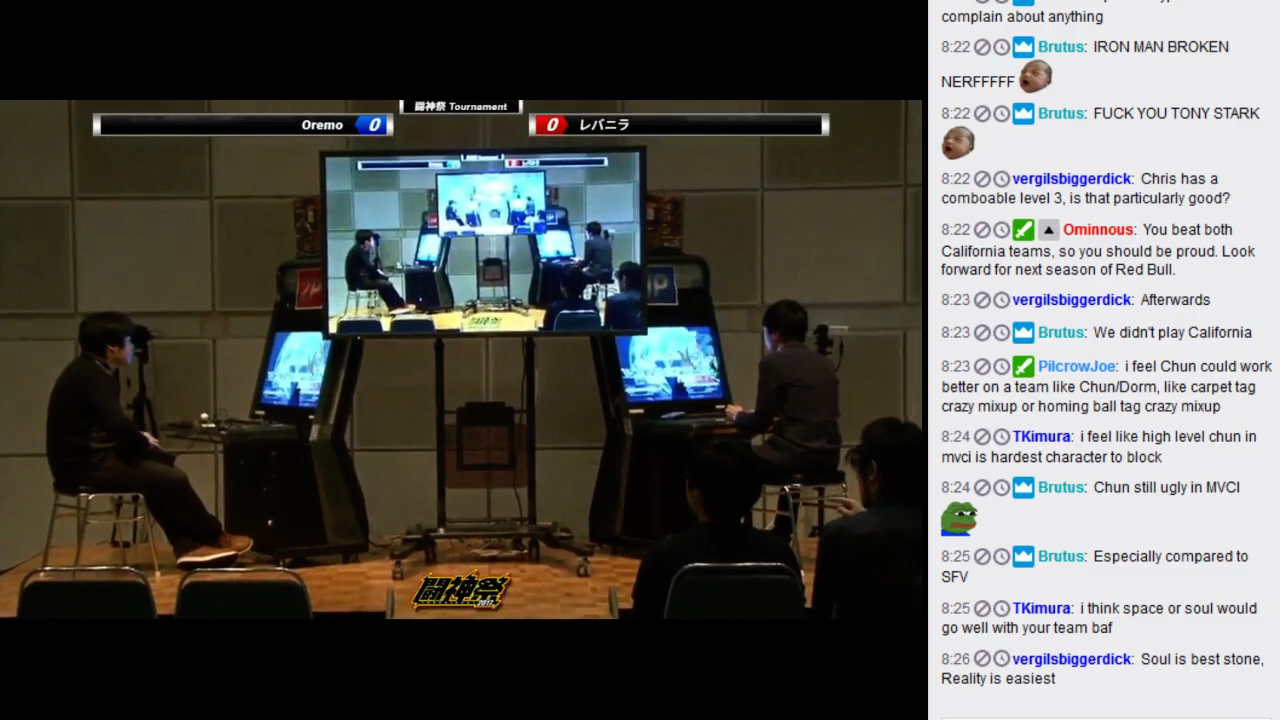 闘神祭 Tournament
Oremo 0
0 レバニラ
闘神祭
2017
complain about anything
8:22 Brutus: IRON MAN BROKEN
NERFFFFF
8:22 Brutus: FUCK YOU TONY STARK
8:22 vergilsbiggerdick: Chris has a
comboable level 3, is that particularly good?
8:22 Ominnous: You beat both
California teams, so you should be proud. Look
forward for next season of Red Bull.
8:23 vergilsbiggerdick: Afterwards
8:23 Brutus: We didn't play California
8:23 PilcrowJoe: i feel Chun could work
better on a team like Chun/Dorm, like carpet tag
crazy mixup or homing ball tag crazy mixup
8:24 TKimura: i feel like high level chun in
mvci is hardest character to block
8:24 Brutus: Chun still ugly in MVCI
8:25 Brutus: Especially compared to
SFV
8:25 TKimura: i think space or soul would
go well with your team baf
8:26 vergilsbiggerdick: Soul is best stone,
Reality is easiest